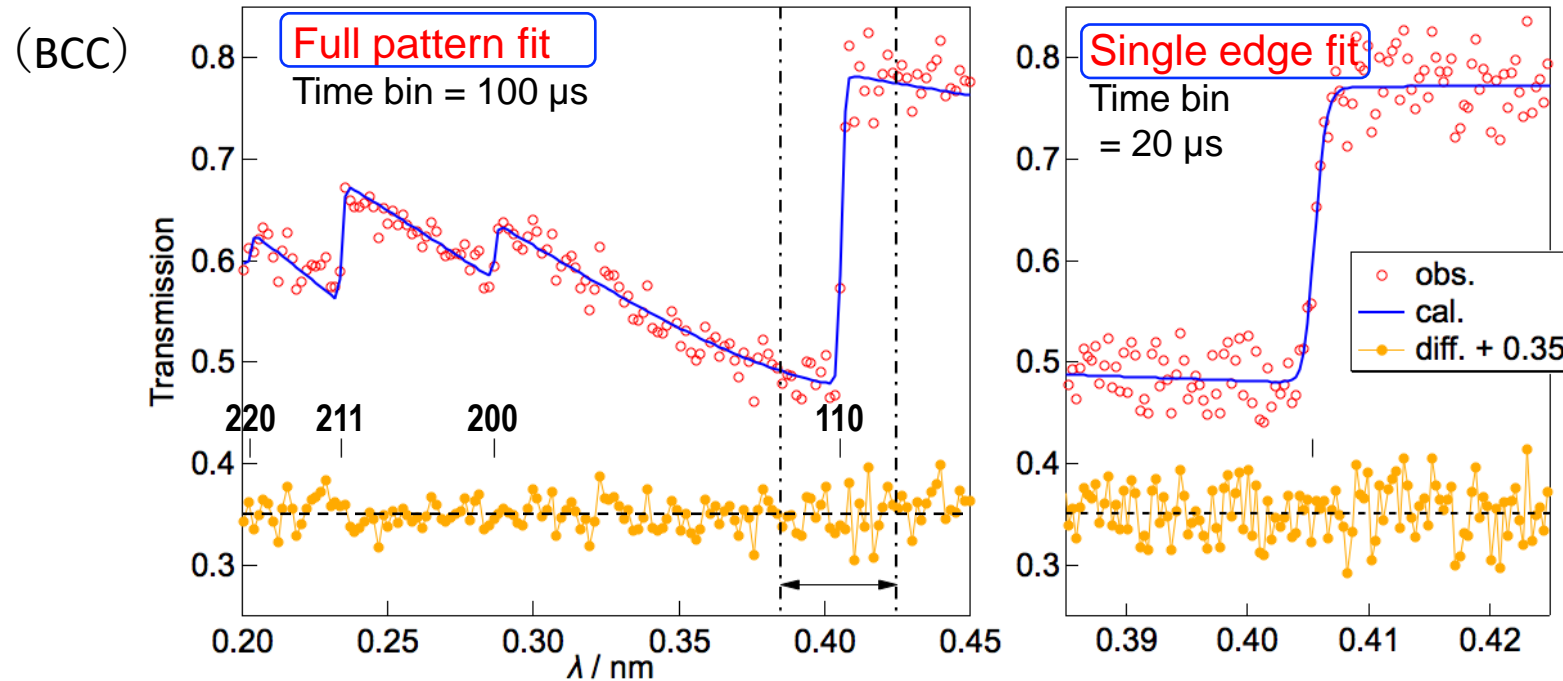 (BCC)
Full pattern fit
Time bin = 100 μs
0.8
0.7
0.6
0.5
0.4
0.3
Transmission
220 211 200 110
0.20 0.25 0.30 0.35 0.40 0.45
λ / nm
Single edge fit
Time bin
= 20 μs
0.8
0.7
0.6
0.5
0.4
0.3
obs.
cal.
diff. + 0.35
0.39 0.40 0.41 0.42